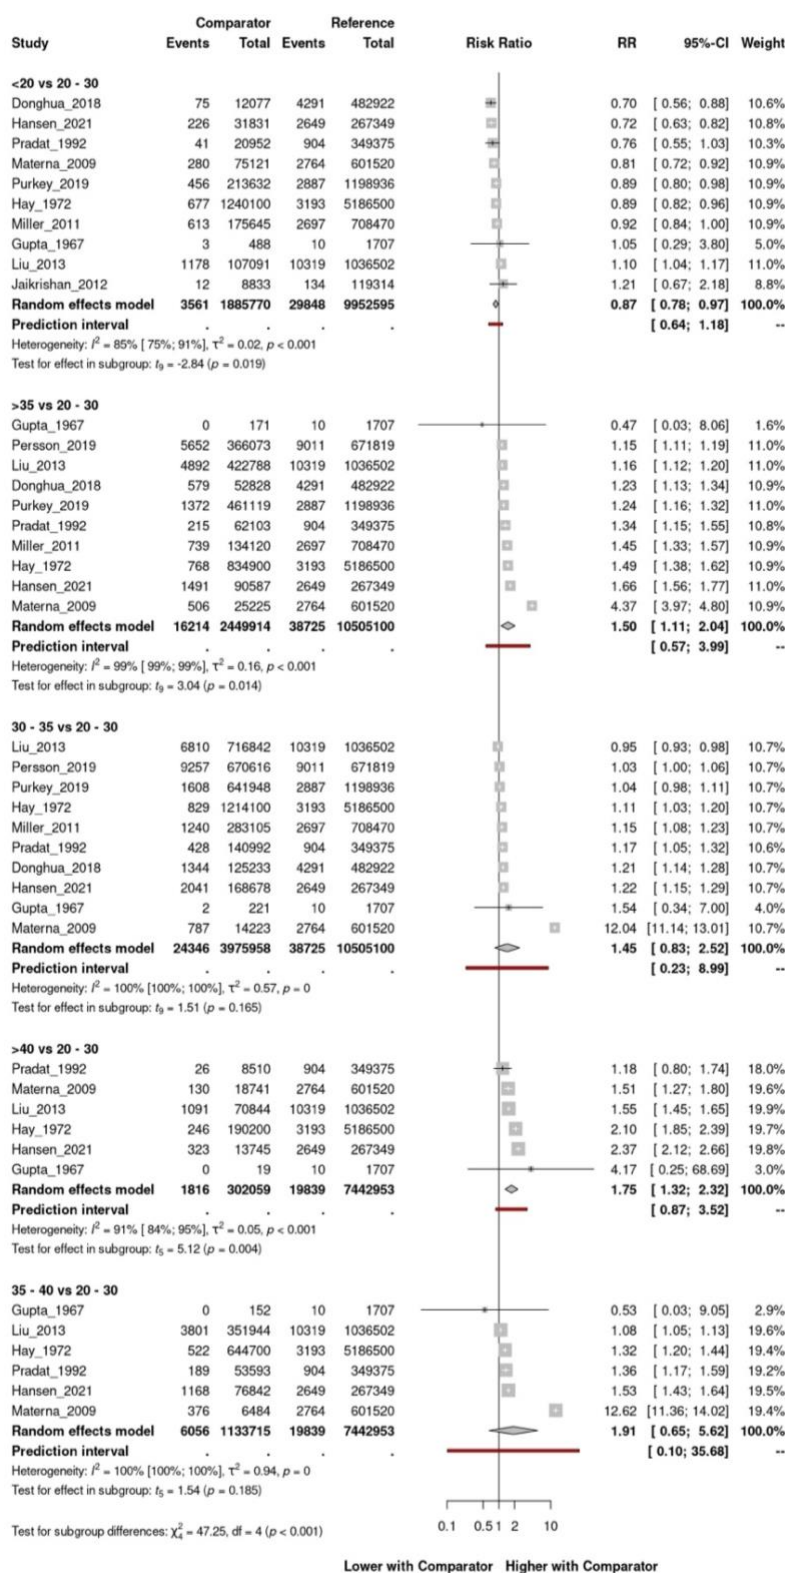 Comparator Reference
Study Events Total Events Total Risk Ratio RR 95%-CI Weight
<20 vs 20 - 30
Donghua_2018 75 12077 4291 482922 0.70 [ 0.56; 0.88] 10.6%
Hansen_2021 226 31831 2649 267349 0.72 [ 0.63; 0.82] 10.8%
Pradat_1992 41 20952 904 349375 0.76 [ 0.55; 1.03] 10.3%
Materna_2009 280 75121 2764 601520 0.81 [ 0.72; 0.92] 10.9%
Purkey_2019 456 213632 2887 1198936 0.89 [ 0.80; 0.98] 10.9%
Hay_1972 677 1240100 3193 5186500 0.89 [ 0.82; 0.96] 10.9%
Miller_2011 613 175645 2697 708470 0.92 [ 0.84; 1.00] 10.9%
Gupta_1967 3 488 10 1707 1.05 [ 0.29; 3.80] 5.0%
Liu_2013 1178 107091 10319 1036502 1.10 [ 1.04; 1.17] 11.0%
Jaikrishan_2012 12 8833 134 119314 1.21 [ 0.67; 2.18] 8.8%
Random effects model 3561 1885770 29848 9952595 0.87 [ 0.78; 0.97] 100.0%
Prediction interval . . . . [ 0.64; 1.18] --
Heterogeneity: I² = 85% [ 75%; 91%], τ² = 0.02, p < 0.001
Test for effect in subgroup: t₉ = -2.84 (p = 0.019)
>35 vs 20 - 30
Gupta_1967 0 171 10 1707 0.47 [ 0.03; 8.06] 1.6%
Persson_2019 5652 366073 9011 671819 1.15 [ 1.11; 1.19] 11.0%
Liu_2013 4892 422788 10319 1036502 1.16 [ 1.12; 1.20] 11.0%
Donghua_2018 579 52828 4291 482922 1.23 [ 1.13; 1.34] 10.9%
Purkey_2019 1372 461119 2887 1198936 1.24 [ 1.16; 1.32] 11.0%
Pradat_1992 215 62103 904 349375 1.34 [ 1.15; 1.55] 10.8%
Miller_2011 739 134120 2697 708470 1.45 [ 1.33; 1.57] 10.9%
Hay_1972 768 834900 3193 5186500 1.49 [ 1.38; 1.62] 10.9%
Hansen_2021 1491 90587 2649 267349 1.66 [ 1.56; 1.77] 11.0%
Materna_2009 506 25225 2764 601520 4.37 [ 3.97; 4.80] 10.9%
Random effects model 16214 2449914 38725 10505100 1.50 [ 1.11; 2.04] 100.0%
Prediction interval . . . . [ 0.57; 3.99] --
Heterogeneity: I² = 99% [ 99%; 99%], τ² = 0.16, p < 0.001
Test for effect in subgroup: t₉ = 3.04 (p = 0.014)
30 - 35 vs 20 - 30
Liu_2013 6810 716842 10319 1036502 0.95 [ 0.93; 0.98] 10.7%
Persson_2019 9257 670616 9011 671819 1.03 [ 1.00; 1.06] 10.7%
Purkey_2019 1608 641948 2887 1198936 1.04 [ 0.98; 1.11] 10.7%
Hay_1972 829 1214100 3193 5186500 1.11 [ 1.03; 1.20] 10.7%
Miller_2011 1240 283105 2697 708470 1.15 [ 1.08; 1.23] 10.7%
Pradat_1992 428 140992 904 349375 1.17 [ 1.05; 1.32] 10.6%
Donghua_2018 1344 125233 4291 482922 1.21 [ 1.14; 1.28] 10.7%
Hansen_2021 2041 168678 2649 267349 1.22 [ 1.15; 1.29] 10.7%
Gupta_1967 2 221 10 1707 1.54 [ 0.34; 7.00] 4.0%
Materna_2009 787 14223 2764 601520 12.04 [11.14; 13.01] 10.7%
Random effects model 24346 3975958 38725 10505100 1.45 [ 0.83; 2.52] 100.0%
Prediction interval . . . . [ 0.23; 8.99] --
Heterogeneity: I² = 100% [100%; 100%], τ² = 0.57, p = 0
Test for effect in subgroup: t₉ = 1.51 (p = 0.165)
>40 vs 20 - 30
Pradat_1992 26 8510 904 349375 1.18 [ 0.80; 1.74] 18.0%
Materna_2009 130 18741 2764 601520 1.51 [ 1.27; 1.80] 19.6%
Liu_2013 1091 70844 10319 1036502 1.55 [ 1.45; 1.65] 19.9%
Hay_1972 246 190200 3193 5186500 2.10 [ 1.85; 2.39] 19.7%
Hansen_2021 323 13745 2649 267349 2.37 [ 2.12; 2.66] 19.8%
Gupta_1967 0 19 10 1707 4.17 [ 0.25; 68.69] 3.0%
Random effects model 1816 302059 19839 7442953 1.75 [ 1.32; 2.32] 100.0%
Prediction interval . . . . [ 0.87; 3.52] --
Heterogeneity: I² = 91% [ 84%; 95%], τ² = 0.05, p < 0.001
Test for effect in subgroup: t₅ = 5.12 (p = 0.004)
35 - 40 vs 20 - 30
Gupta_1967 0 152 10 1707 0.53 [ 0.03; 9.05] 2.9%
Liu_2013 3801 351944 10319 1036502 1.08 [ 1.05; 1.13] 19.6%
Hay_1972 522 644700 3193 5186500 1.32 [ 1.20; 1.44] 19.4%
Pradat_1992 189 53593 904 349375 1.36 [ 1.17; 1.59] 19.2%
Hansen_2021 1168 76842 2649 267349 1.53 [ 1.43; 1.64] 19.5%
Materna_2009 376 6484 2764 601520 12.62 [11.36; 14.02] 19.4%
Random effects model 6056 1133715 19839 7442953 1.91 [ 0.65; 5.62] 100.0%
Prediction interval . . . . [ 0.10; 35.68] --
Heterogeneity: I² = 100% [100%; 100%], τ² = 0.94, p = 0
Test for effect in subgroup: t₅ = 1.54 (p = 0.185)
0.1 0.5 1 2 10
Test for subgroup differences: χ²₄ = 47.25, df = 4 (p < 0.001)
Lower with Comparator Higher with Comparator